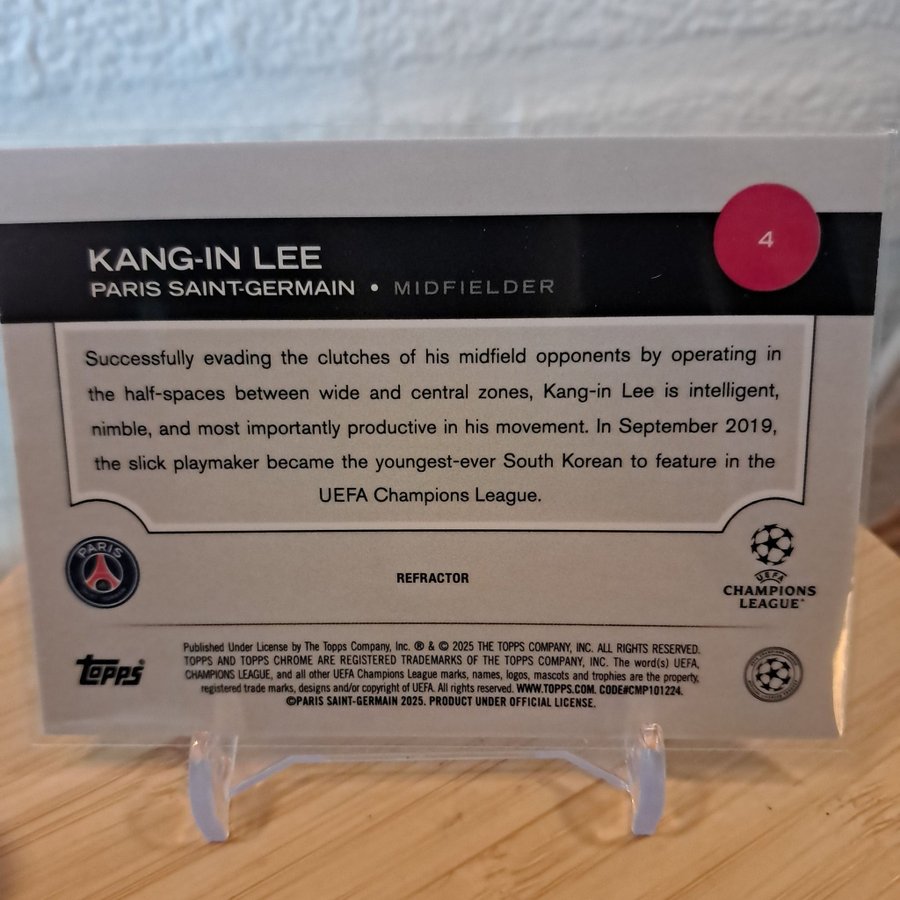 4
KANG-IN LEE
PARIS SAINT-GERMAIN • MIDFIELDER
Successfully evading the clutches of his midfield opponents by operating in
the half-spaces between wide and central zones, Kang-in Lee is intelligent,
nimble, and most importantly productive in his movement. In September 2019,
the slick playmaker became the youngest-ever South Korean to feature in the
UEFA Champions League.
PARIS
REFRACTOR
UEFA
CHAMPIONS
LEAGUE
Topps®
Published Under License by The Topps Company, Inc. ® & © 2025 THE TOPPS COMPANY, INC. ALL RIGHTS RESERVED.
TOPPS AND TOPPS CHROME ARE REGISTERED TRADEMARKS OF THE TOPPS COMPANY, INC. The word(s) UEFA,
CHAMPIONS LEAGUE, and all other UEFA Champions League marks, names, logos, mascots and trophies are the property,
registered trade marks, designs and/or copyright of UEFA. All rights reserved. WWW.TOPPS.COM. CODE#CMP101224.
©PARIS SAINT-GERMAIN 2025. PRODUCT UNDER OFFICIAL LICENSE.